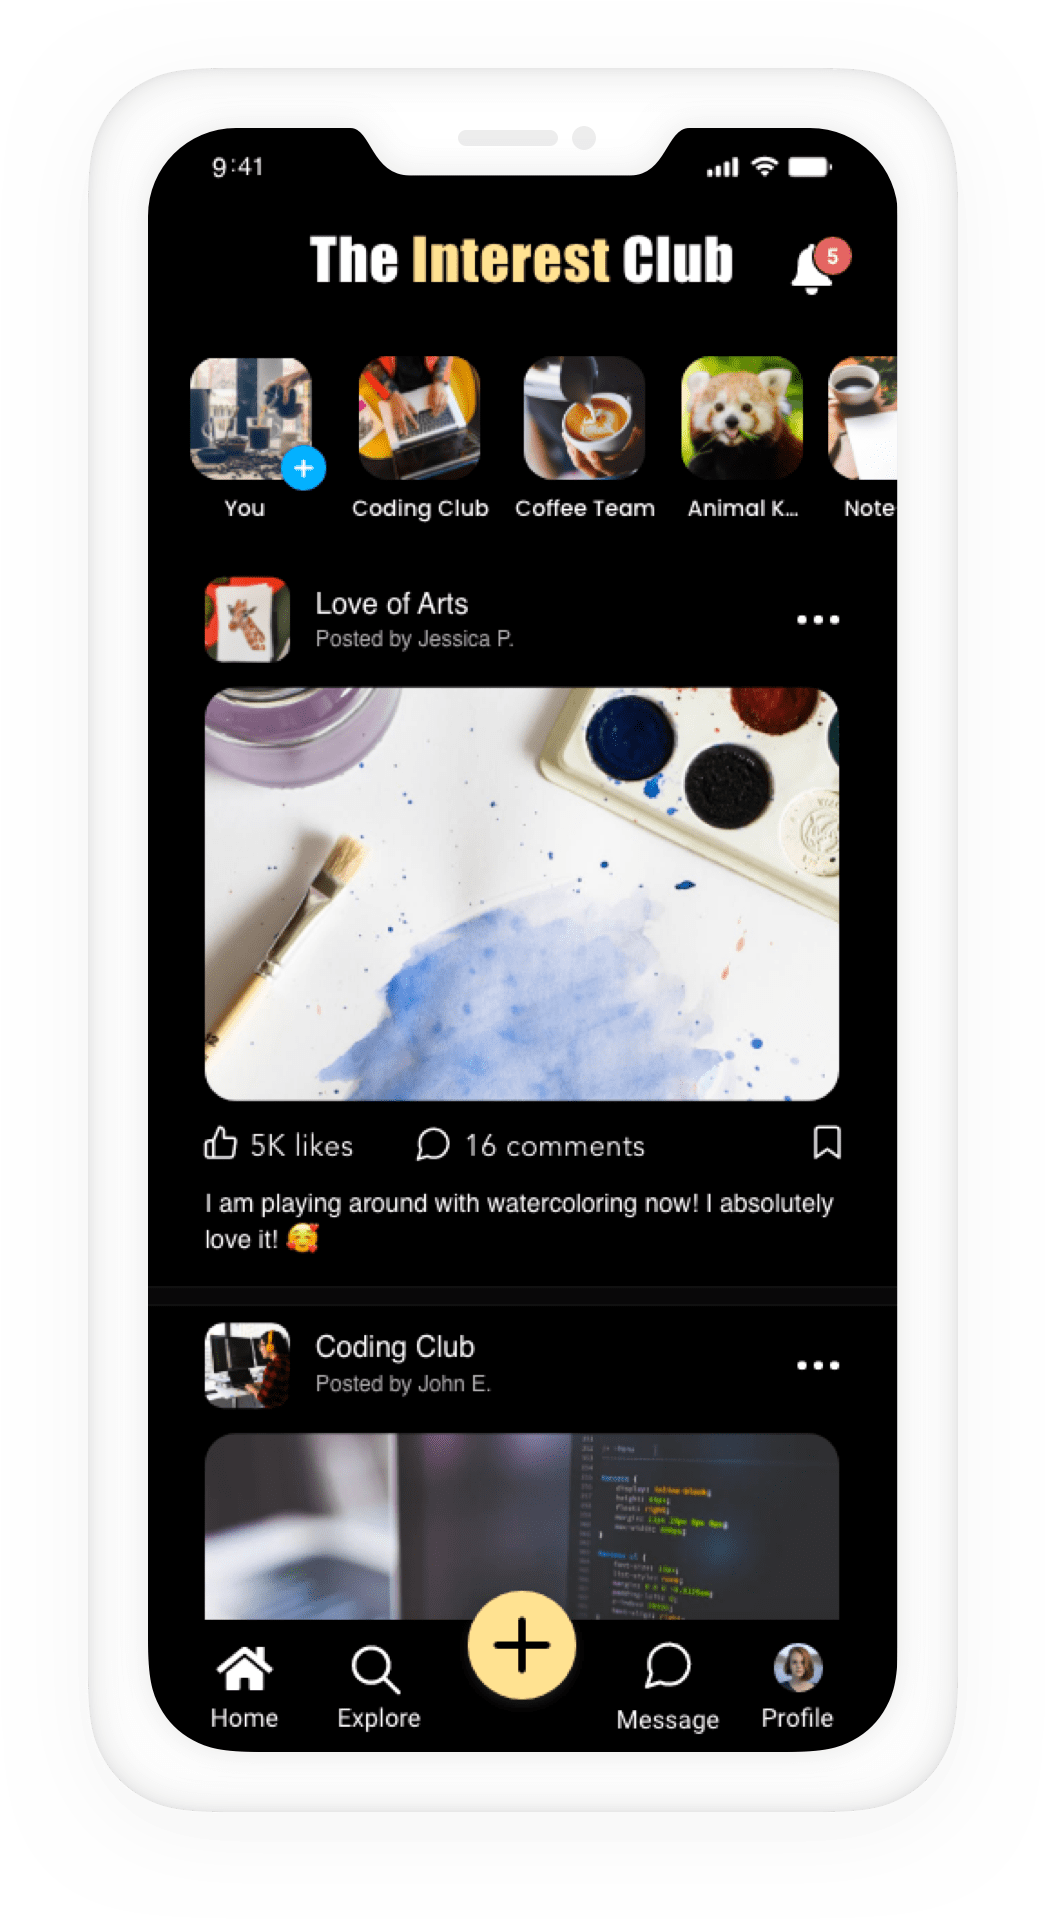 9:41
The Interest Club
5
You
Coding Club
Coffee Team
Animal K...
Note
Love of Arts
Posted by Jessica P.
5K likes
16 comments
I am playing around with watercoloring now! I absolutely
love it! 🥰
Coding Club
Posted by John E.
Home
Explore
Message
Profile